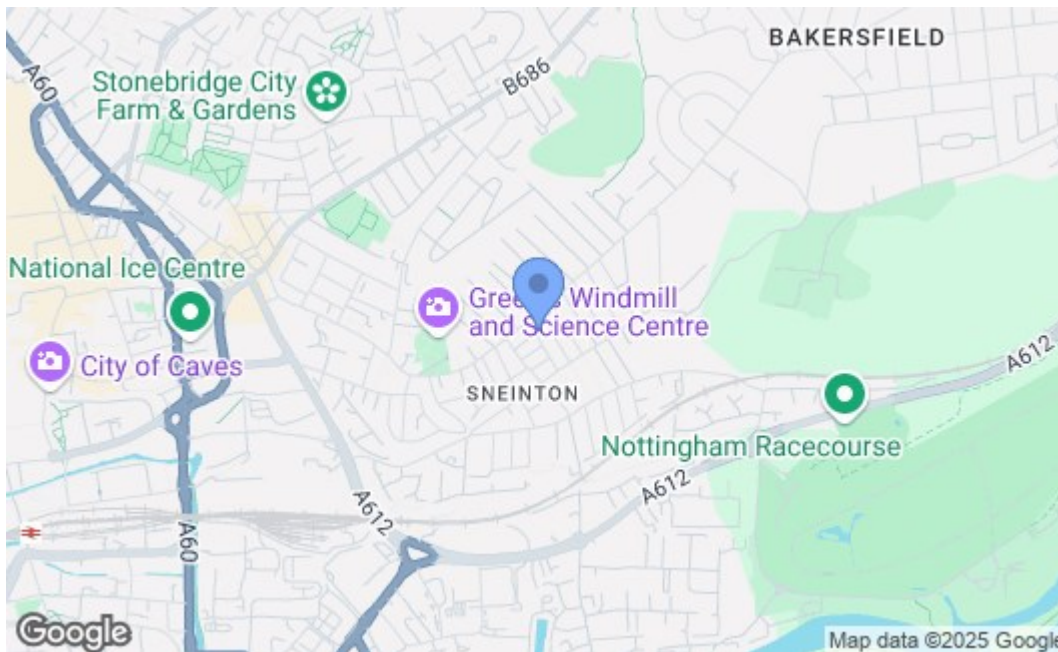 BAKERSFIELD
A60
Stonebridge City
Farm & Gardens
B686
National Ice Centre
Greens Windmill
and Science Centre
City of Caves
SNEINTON
A612
Nottingham Racecourse
A612
A612
A60
Google
Map data ©2025 Google